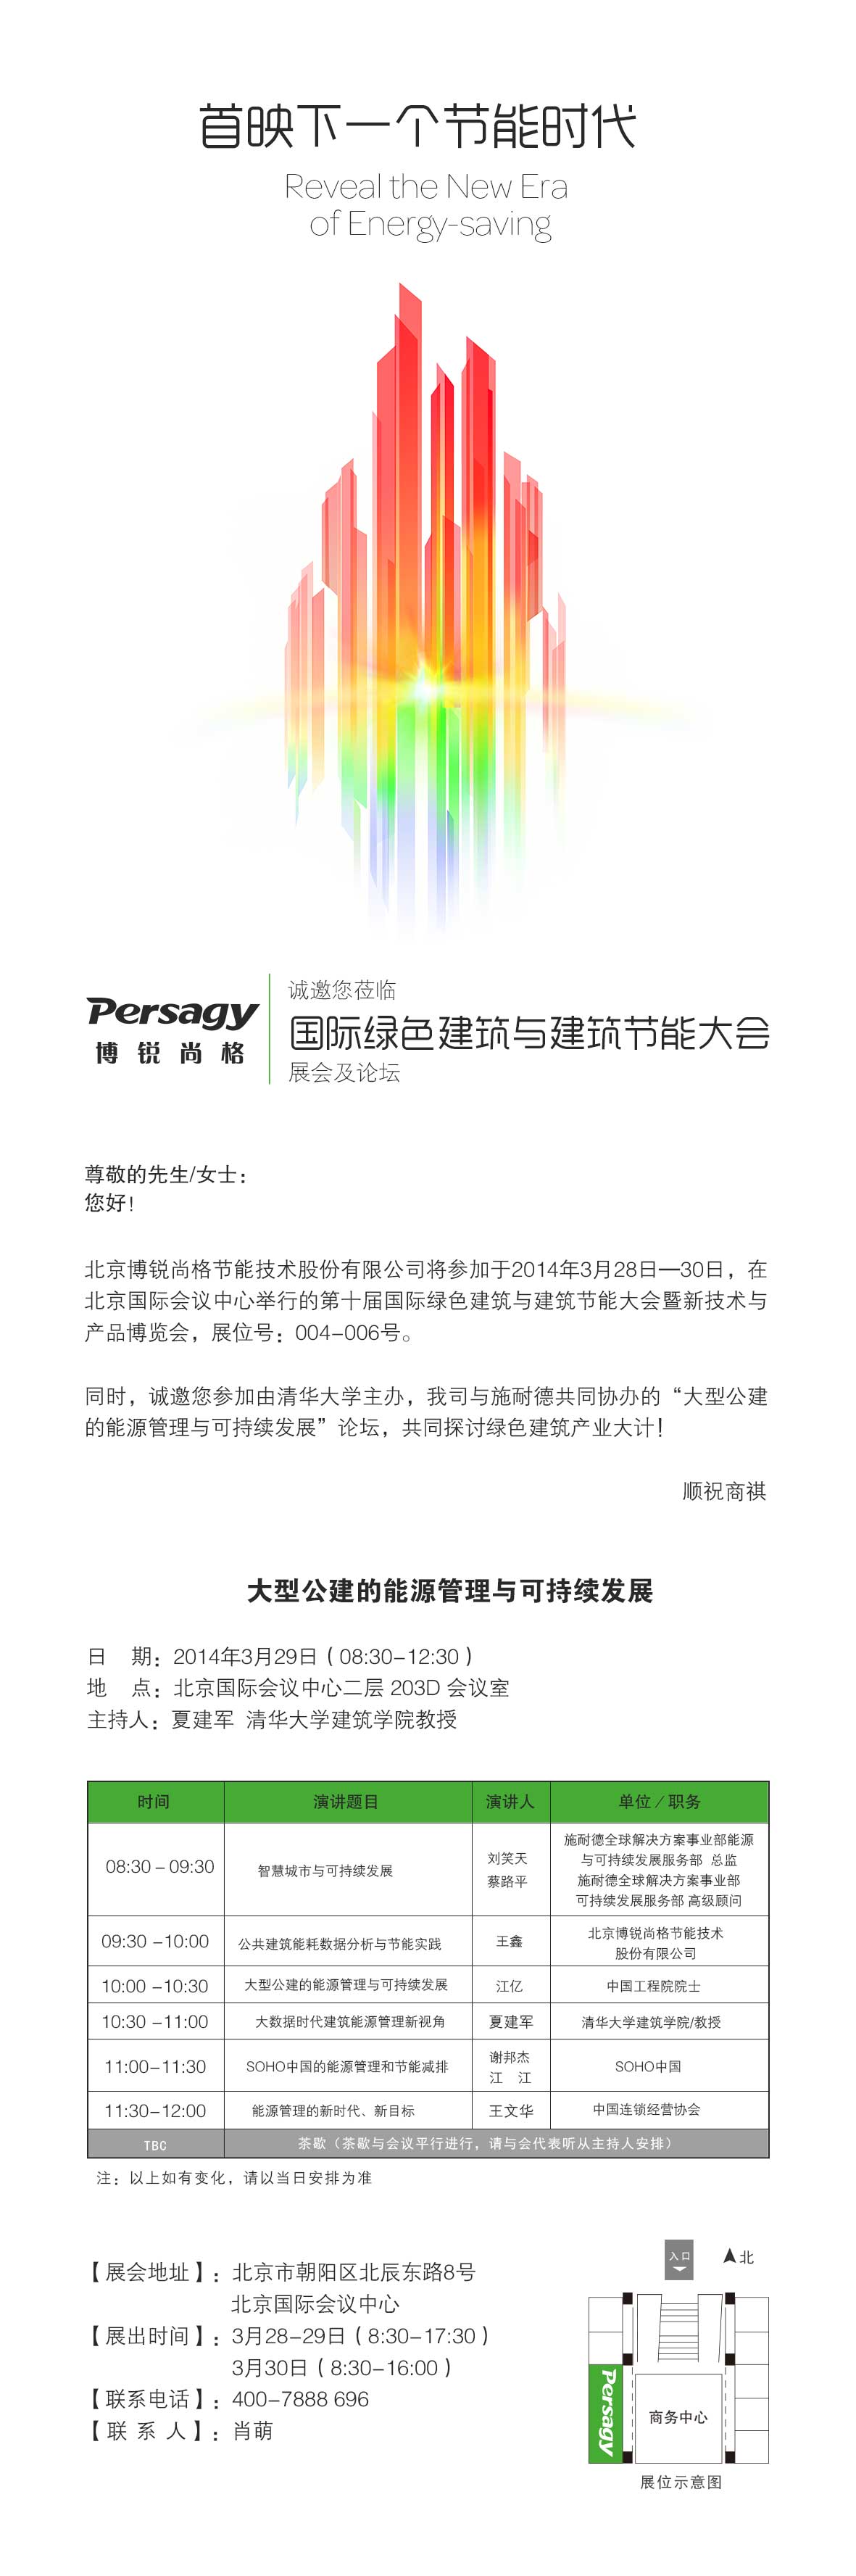 首映下一个节能时代
Reveal the New Era
of Energy-saving
Persagy
博锐尚格
诚邀您莅临
国际绿色建筑与建筑节能大会
展会及论坛
尊敬的先生/女士：
您好！
北京博锐尚格节能技术股份有限公司将参加于2014年3月28日—30日，在
北京国际会议中心举行的第十届国际绿色建筑与建筑节能大会暨新技术与
产品博览会，展位号：004-006号。
同时，诚邀您参加由清华大学主办，我司与施耐德共同协办的“大型公建
的能源管理与可持续发展”论坛，共同探讨绿色建筑产业大计！
顺祝商祺
大型公建的能源管理与可持续发展
日 期：2014年3月29日（08:30-12:30）
地 点：北京国际会议中心二层 203D 会议室
主持人：夏建军 清华大学建筑学院教授
时间 演讲题目 演讲人 单位／职务
08:30 - 09:30 智慧城市与可持续发展
刘笑天
蔡路平
施耐德全球解决方案事业部能源
与可持续发展服务部 总监
施耐德全球解决方案事业部
可持续发展服务部 高级顾问
09:30 -10:00 公共建筑能耗数据分析与节能实践 王鑫
北京博锐尚格节能技术
股份有限公司
10:00 -10:30 大型公建的能源管理与可持续发展 江亿 中国工程院院士
10:30 -11:00 大数据时代建筑能源管理新视角 夏建军 清华大学建筑学院/教授
11:00-11:30 SOHO中国的能源管理和节能减排
谢邦杰
江 江
SOHO中国
11:30-12:00 能源管理的新时代、新目标 王文华 中国连锁经营协会
TBC 茶歇（茶歇与会议平行进行，请与会代表听从主持人安排）
注：以上如有变化，请以当日安排为准
【展会地址】：北京市朝阳区北辰东路8号
北京国际会议中心
【展出时间】：3月28-29日（8:30-17:30）
3月30日（8:30-16:00）
【联系电话】：400-7888 696
【联 系 人】：肖萌
入口
北
Persagy
商务中心
展位示意图